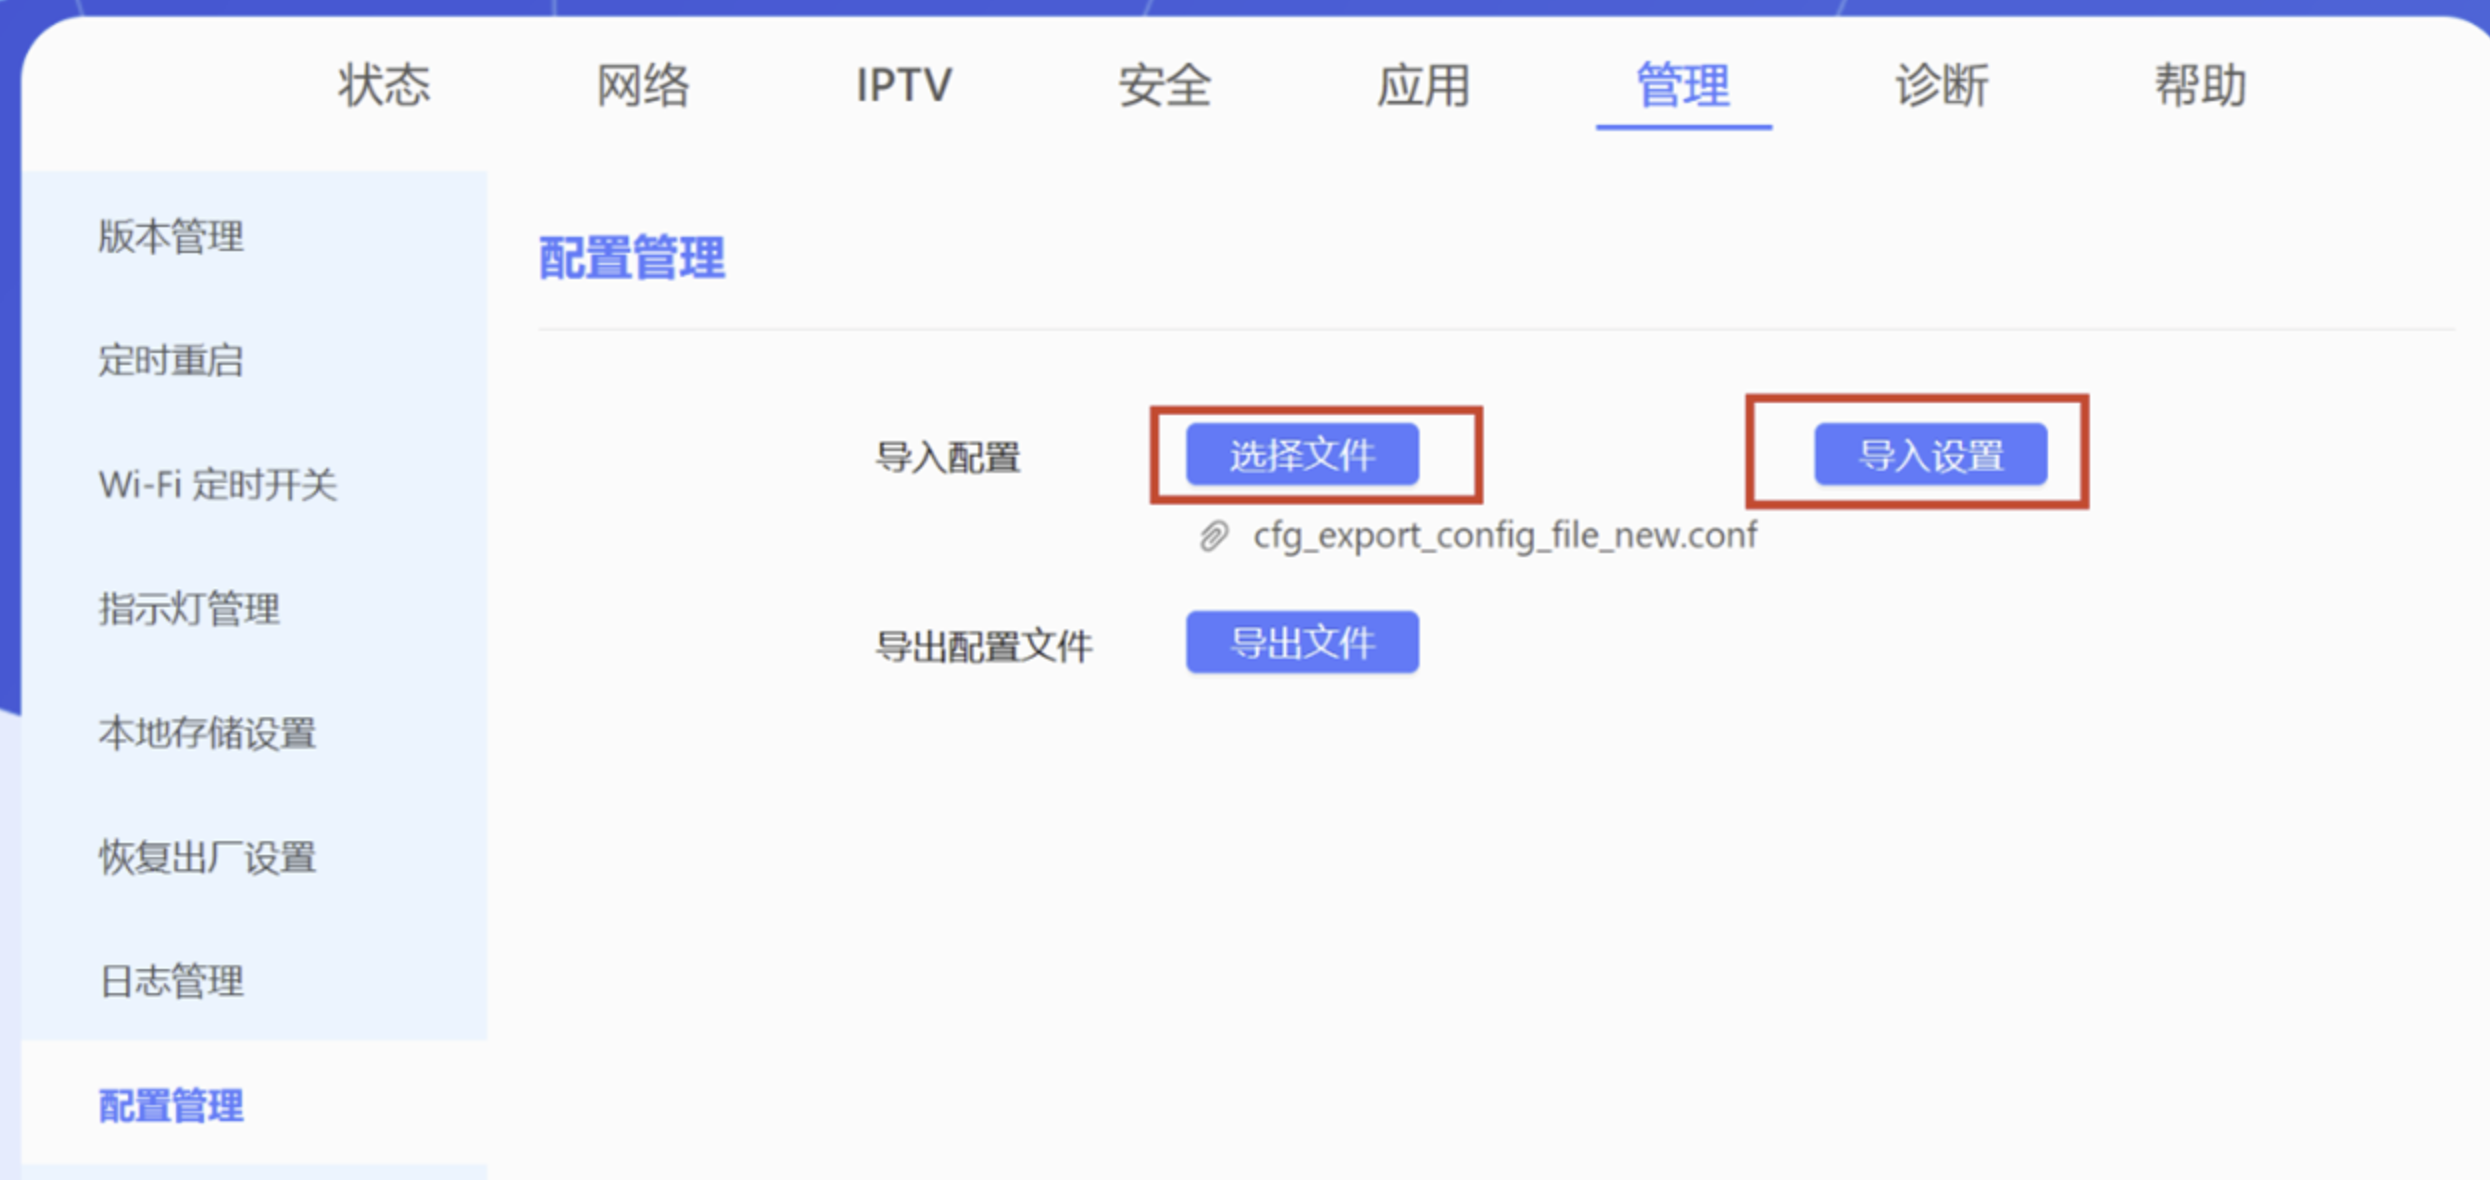 状态 网络 IPTV 安全 应用 管理 诊断 帮助
版本管理
定时重启
Wi-Fi 定时开关
指示灯管理
本地存储设置
恢复出厂设置
日志管理
配置管理
配置管理
导入配置 选择文件 导入设置
cfg_export_config_file_new.conf
导出配置文件 导出文件